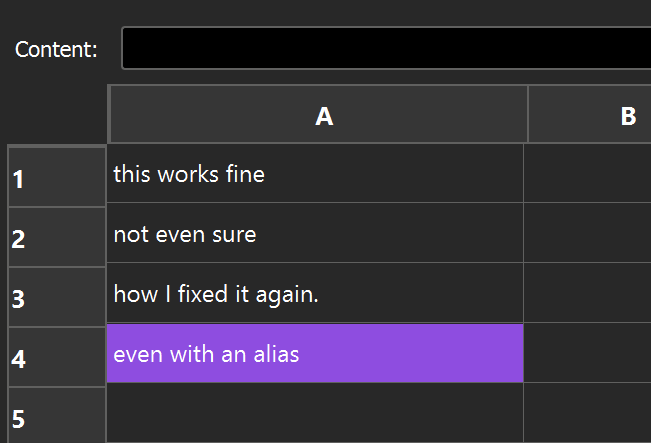 Content:
A B
1 this works fine
2 not even sure
3 how I fixed it again.
4 even with an alias
5